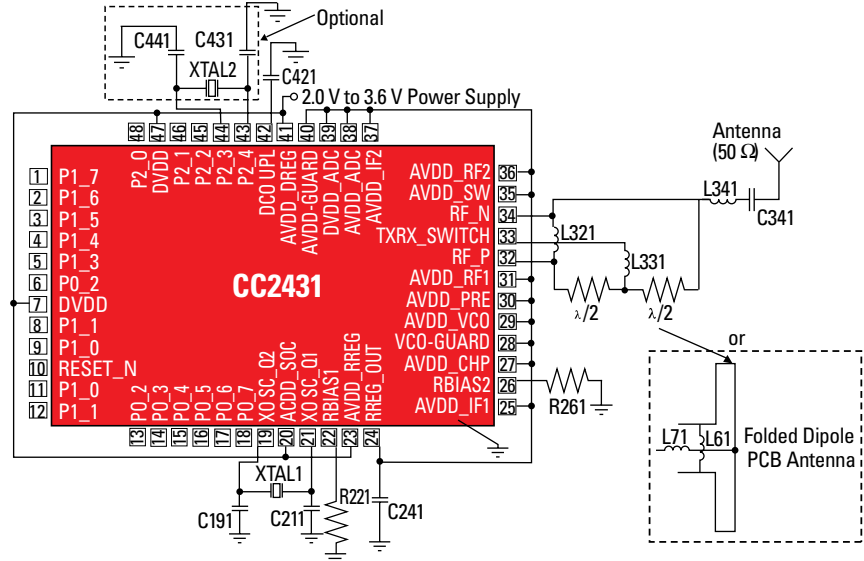 Optional
C441
C431
XTAL2
C421
2.0 V to 3.6 V Power Supply
48 47 46 45 44 43 42 41 40 39 38 37
P2_0
DVDD
P2_1
P2_2
P2_3
P2_4
DCO UPL
AVDD_DREG
AVDD-GUARD
DVDD_ADC
AVDD_ADC
AVDD_IF2
1 P1_7
2 P1_6
3 P1_5
4 P1_4
5 P1_3
6 P0_2
7 DVDD
8 P1_1
9 P1_0
10 RESET_N
11 P1_0
12 P1_1
CC2431
AVDD_RF2 36
AVDD_SW 35
RF_N 34
TXRX_SWITCH 33
RF_P 32
AVDD_RF1 31
AVDD_PRE 30
AVDD_VCO 29
VCO-GUARD 28
AVDD_CHP 27
RBIAS2 26
AVDD_IF1 25
P0_2
P0_3
P0_4
P0_5
P0_6
P0_7
XO SC_Q2
ACDD_SOC
XO SC_Q1
RBIAS1
AVDD_RREG
RREG_OUT
13 14 15 16 17 18 19 20 21 22 23 24
XTAL1
C191
C211
R221
C241
Antenna
(50 Ω)
L341
C341
L321
L331
λ/2
λ/2
R261
or
L71
L61
Folded Dipole
PCB Antenna